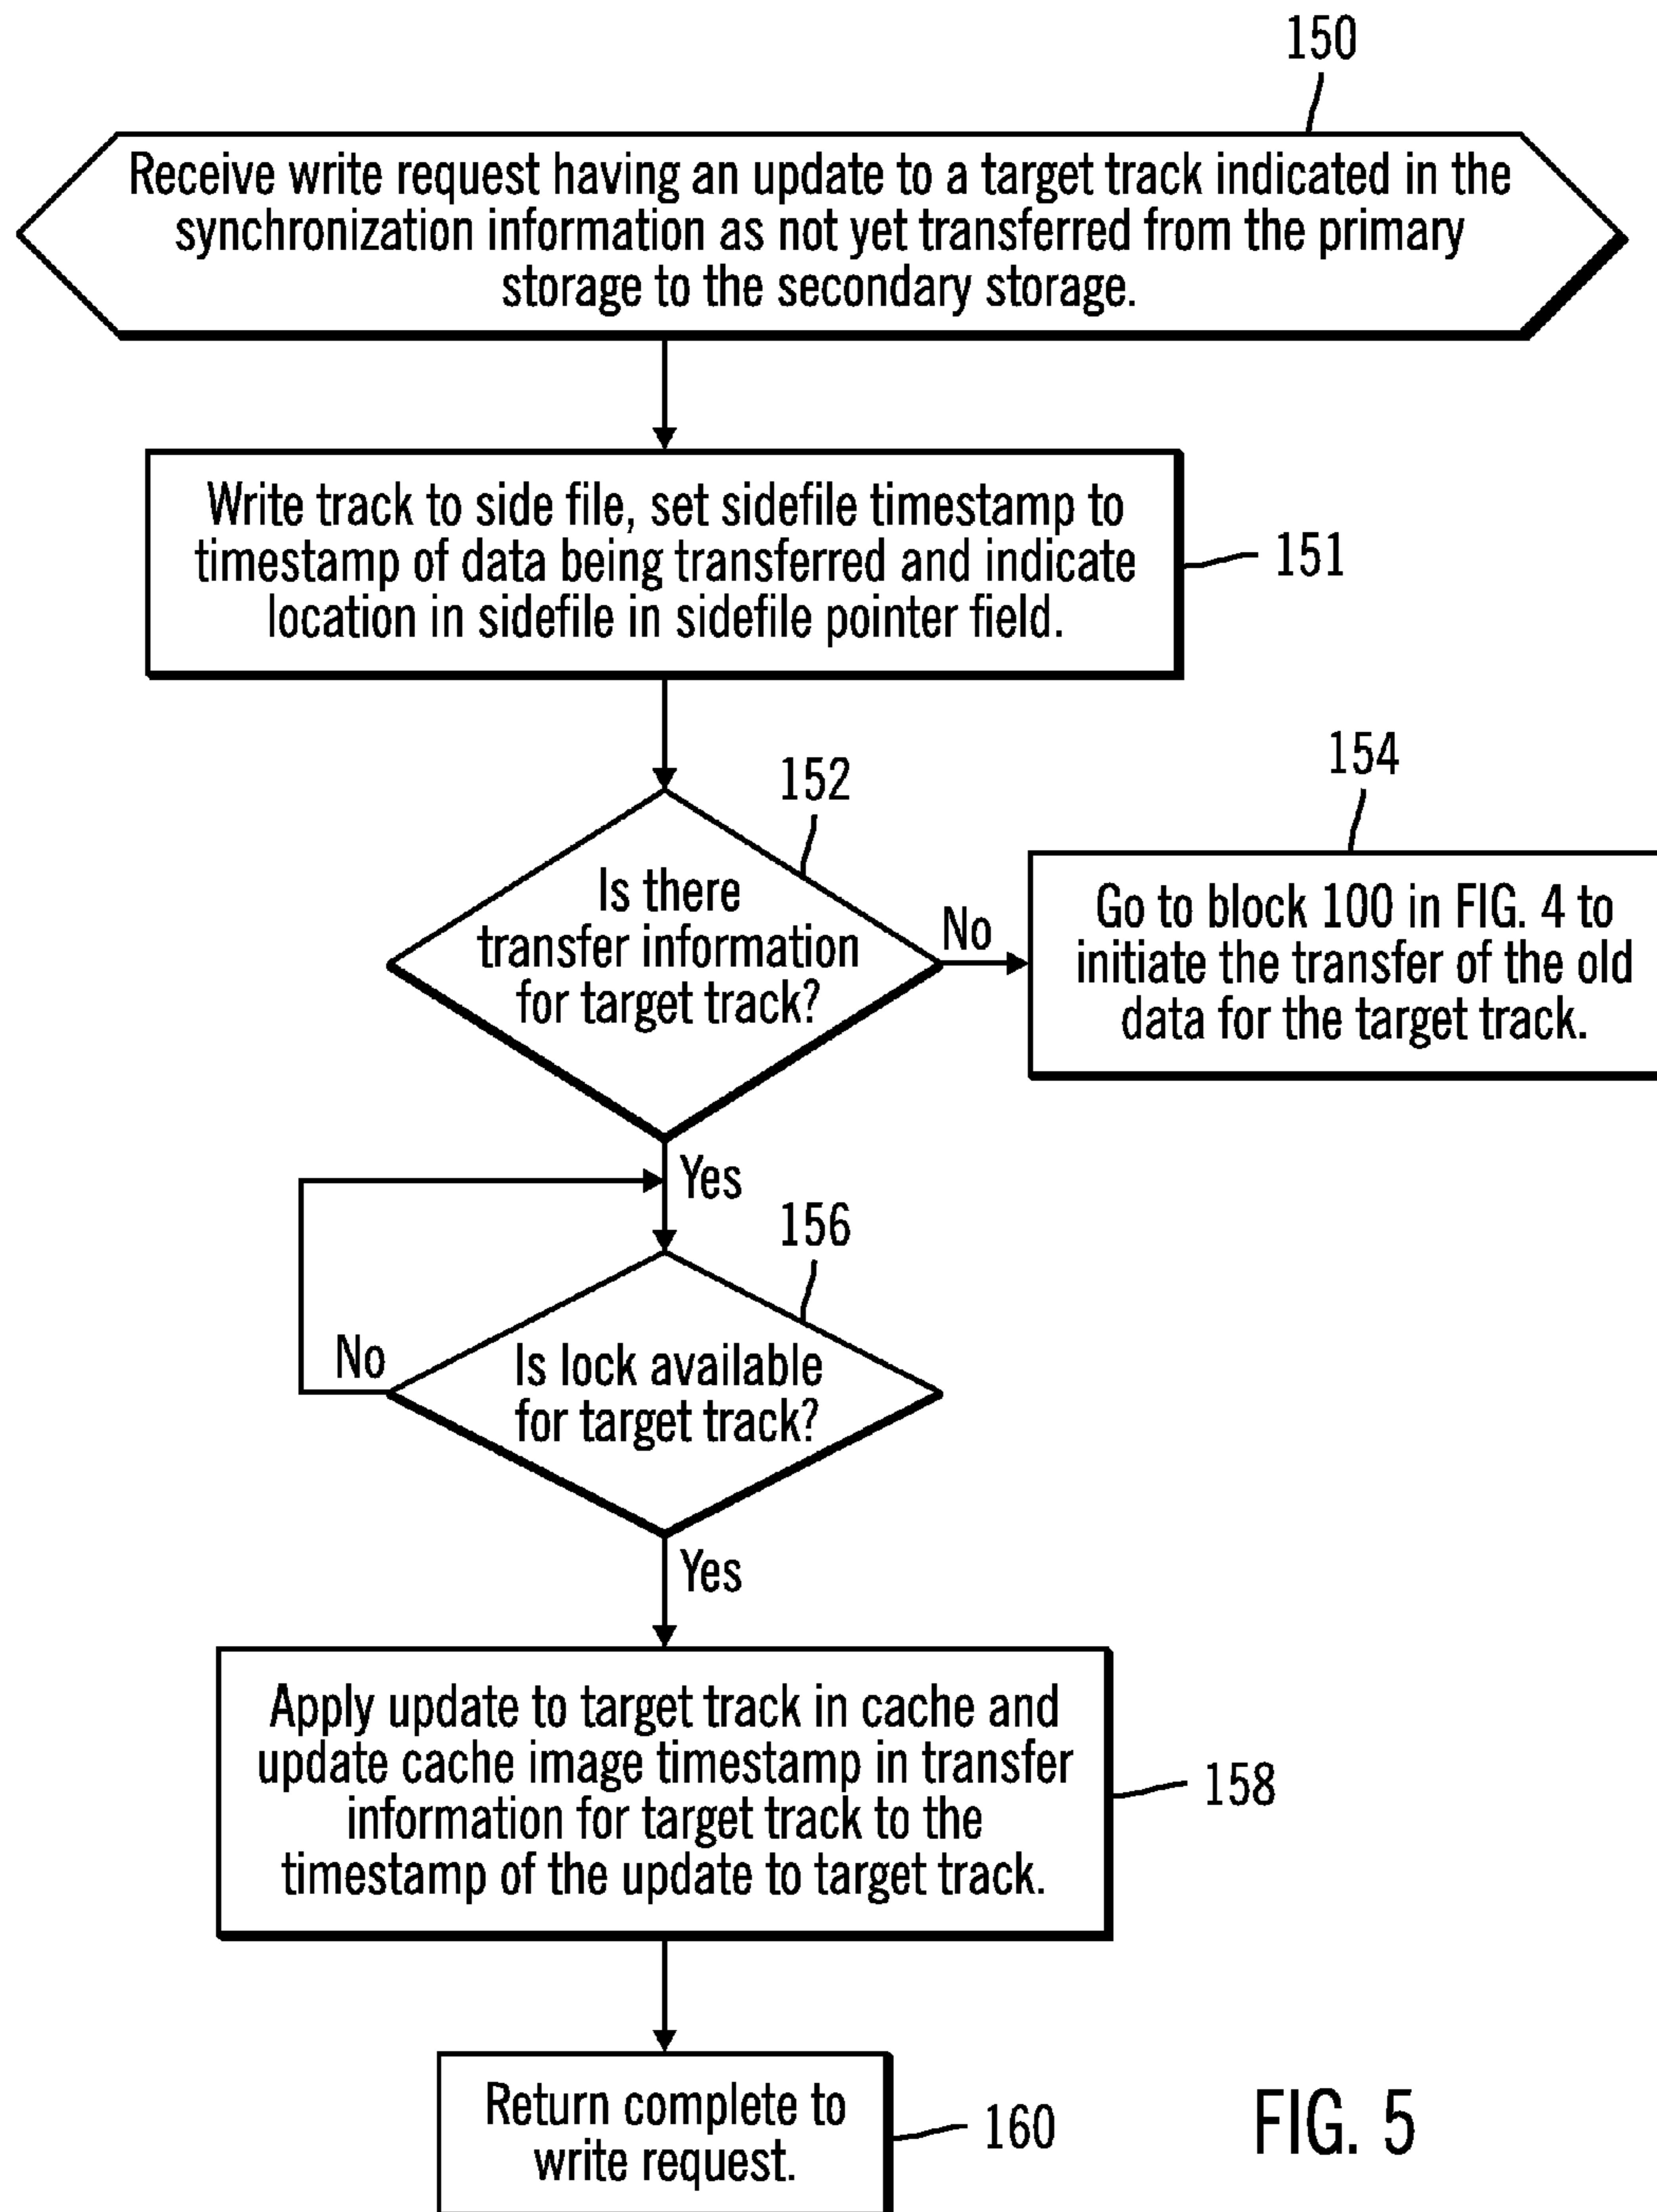 150
Receive write request having an update to a target track indicated in the
synchronization information as not yet transferred from the primary
storage to the secondary storage.
Write track to side file, set sidefile timestamp to
timestamp of data being transferred and indicate
location in sidefile in sidefile pointer field.
151
152
Is there
transfer information
for target track?
No
154
Go to block 100 in FIG. 4 to
initiate the transfer of the old
data for the target track.
Yes
156
Is lock available
for target track?
No
Yes
Apply update to target track in cache and
update cache image timestamp in transfer
information for target track to the
timestamp of the update to target track.
158
Return complete to
write request.
160
FIG. 5